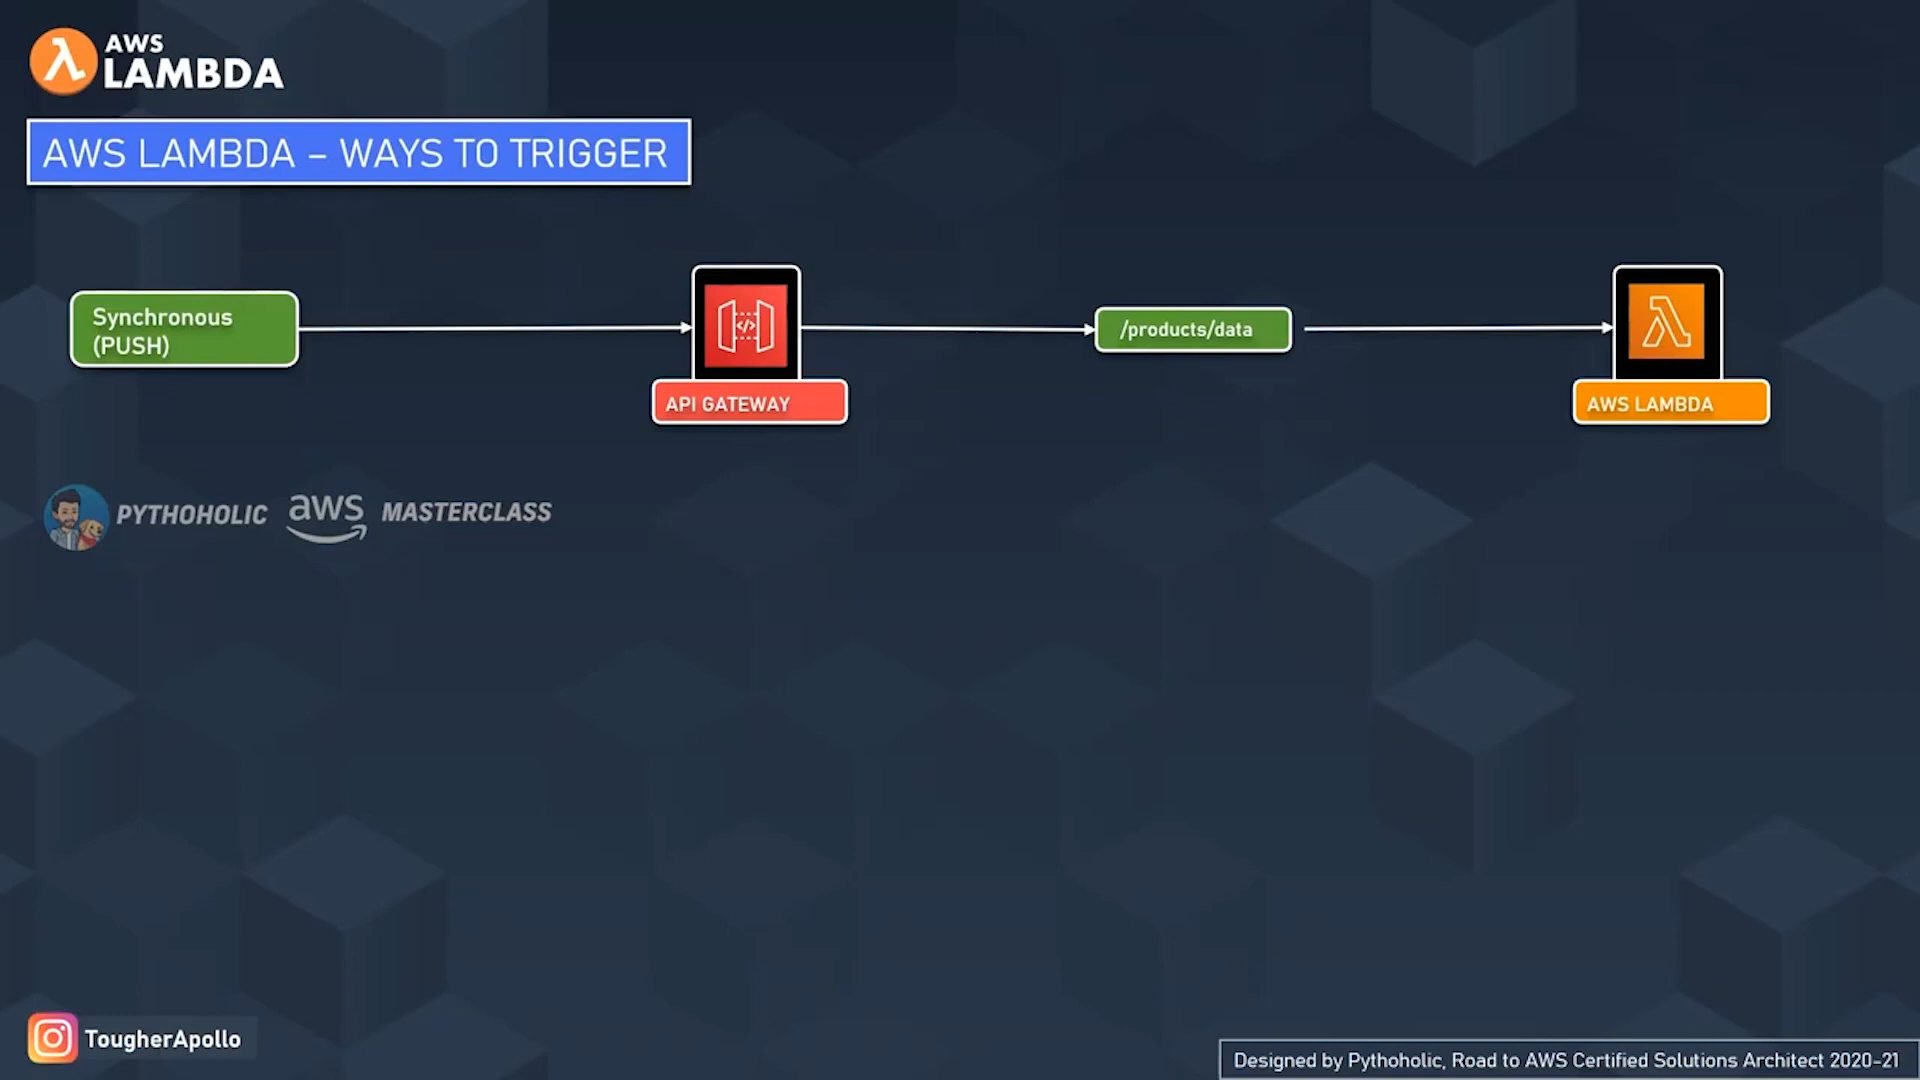 AWS
LAMBDA
AWS LAMBDA – WAYS TO TRIGGER
Synchronous
(PUSH)
API GATEWAY
/products/data
AWS LAMBDA
PYTHOHOLIC aws MASTERCLASS
TougherApollo
Designed by Pythoholic, Road to AWS Certified Solutions Architect 2020-21